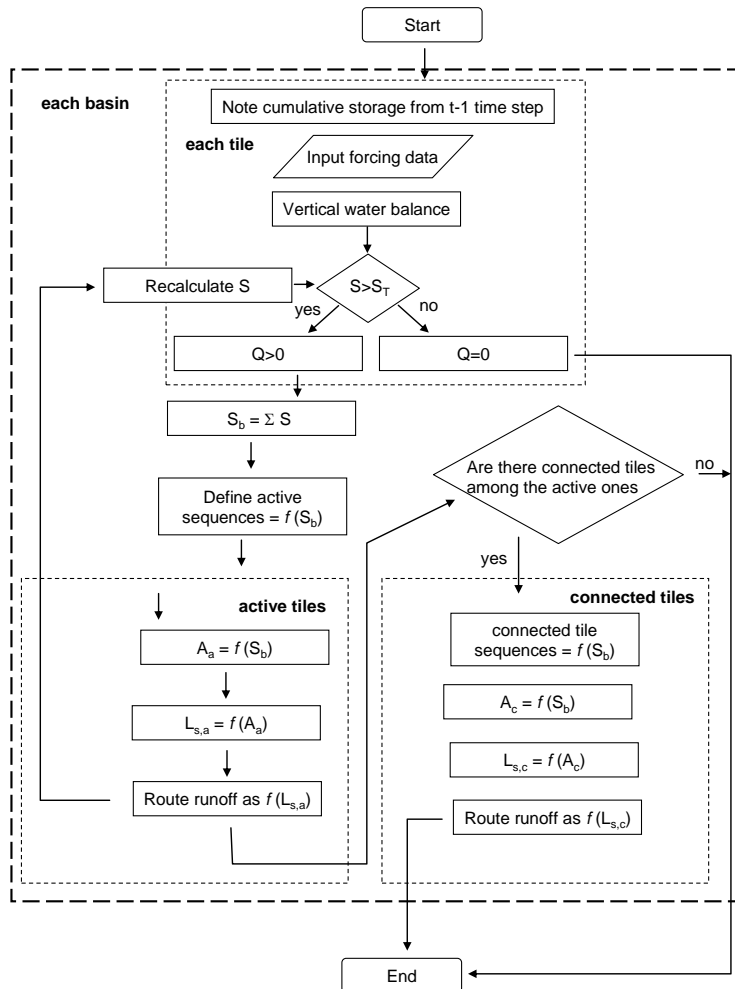 Start
each basin
Note cumulative storage from t-1 time step
each tile
Input forcing data
Vertical water balance
Recalculate S
S>S_T
yes
no
Q>0
Q=0
S_b = Σ S
Are there connected tiles
among the active ones
no
Define active
sequences = f (S_b)
yes
active tiles
connected tiles
A_a = f (S_b)
L_s,a = f (A_a)
Route runoff as f (L_s,a)
connected tile
sequences = f (S_b)
A_c = f (S_b)
L_s,c = f (A_c)
Route runoff as f (L_s,c)
End